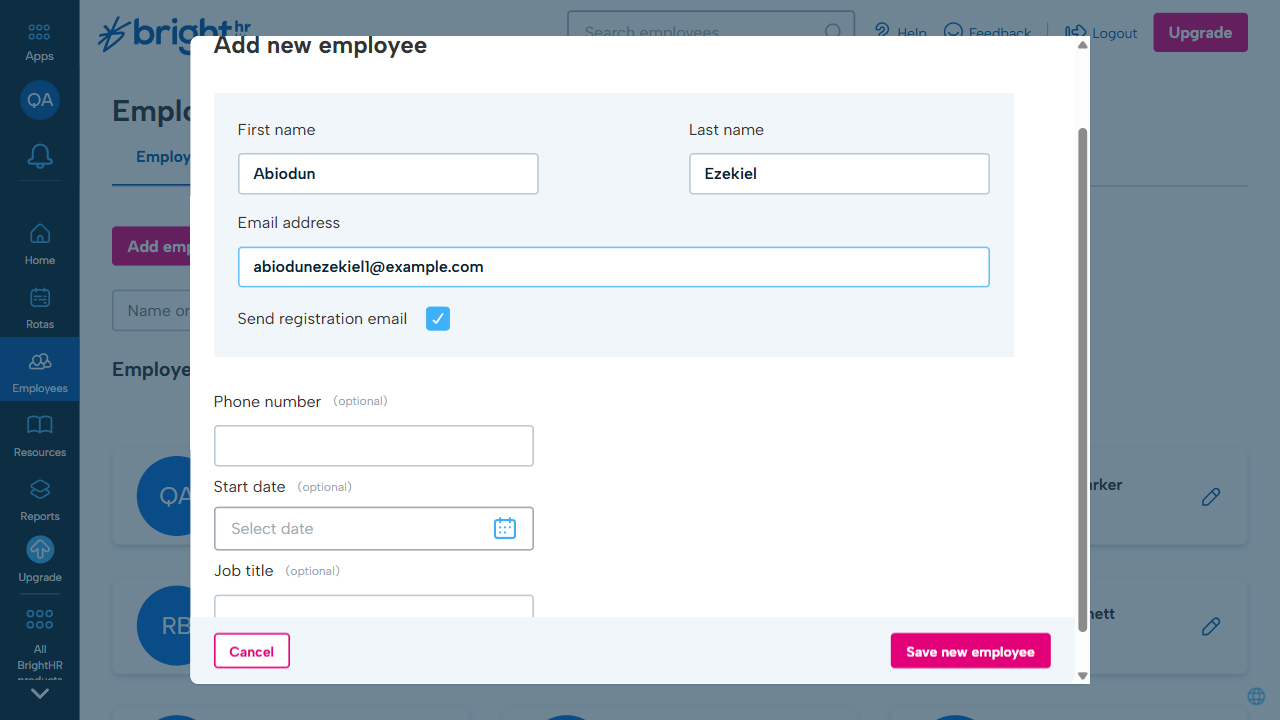 Apps
QA
Home
Rotas
Employees
Resources
Reports
Upgrade
All
BrightHR
products
brighthr
Search employees
Help
Feedback
Logout
Upgrade
Employ
Add emp
Name or
Employe
QA
RB
Add new employee
First name
Last name
Abiodun
Ezekiel
Email address
abiodunezekiel1@example.com
Send registration email
Phone number (optional)
Start date (optional)
Select date
Job title (optional)
Cancel
Save new employee
arker
nett